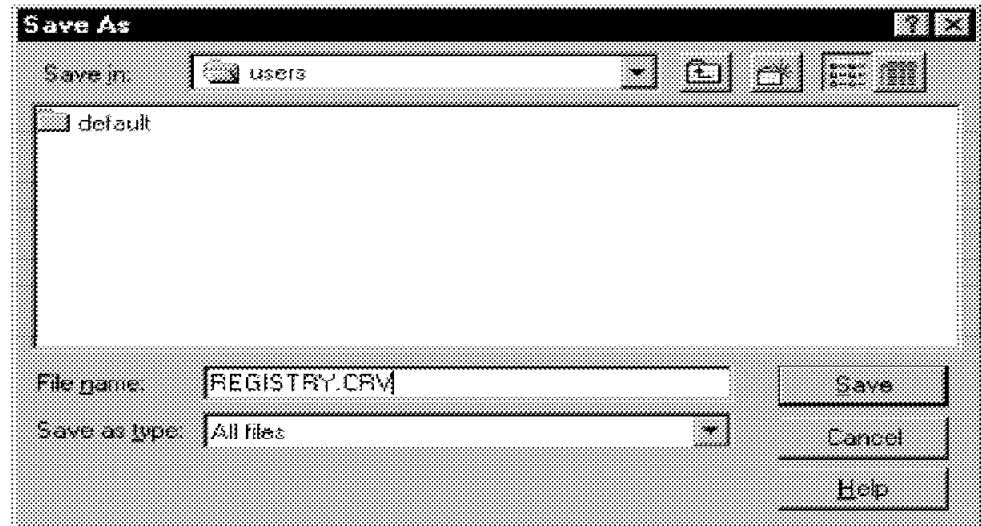 Save As
Save in: users
default
File name: REGISTRY.CRV
Save as type: All files
Save
Cancel
Help